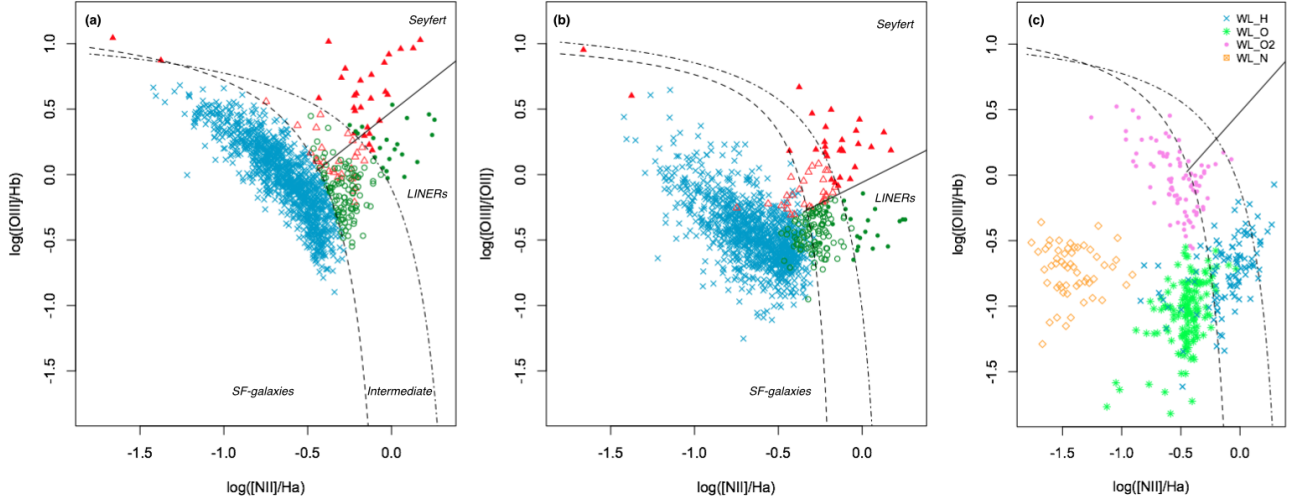 (a)
Seyfert
LINERs
SF-galaxies
Intermediate
log([OIII]/Hb)
1.0
0.5
0.0
-0.5
-1.0
-1.5
-1.5
-1.0
-0.5
0.0
log([NII]/Ha)
(b)
Seyfert
LINERs
SF-galaxies
log([OIII]/[OII])
1.0
0.5
0.0
-0.5
-1.0
-1.5
-1.5
-1.0
-0.5
0.0
log([NII]/Ha)
(c)
WL_H
WL_O
WL_O2
WL_N
log([OIII]/Hb)
1.0
0.5
0.0
-0.5
-1.0
-1.5
-1.5
-1.0
-0.5
0.0
log([NII]/Ha)